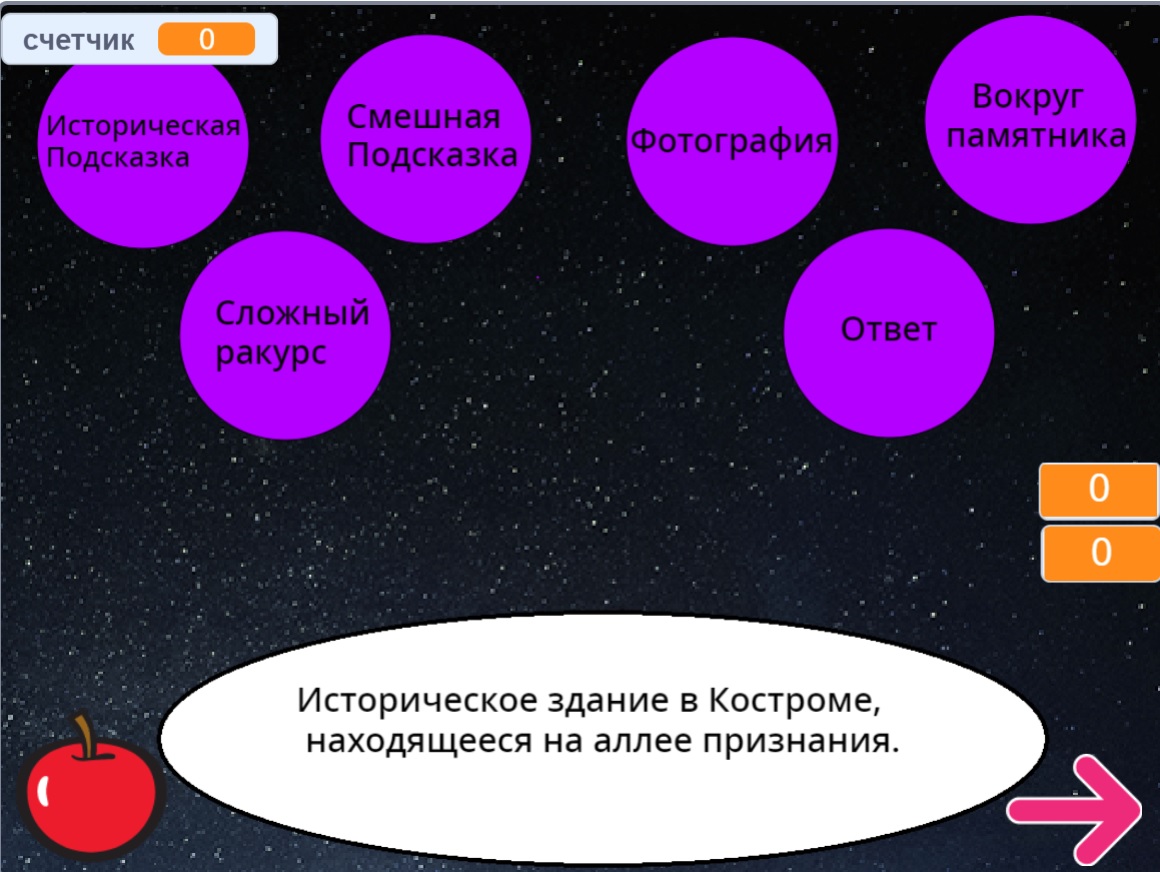 счетчик 0
Историческая
Подсказка
Смешная
Подсказка
Фотография
Вокруг
памятника
Сложный
ракурс
Ответ
0
0
Историческое здание в Костроме,
находящееся на аллее признания.